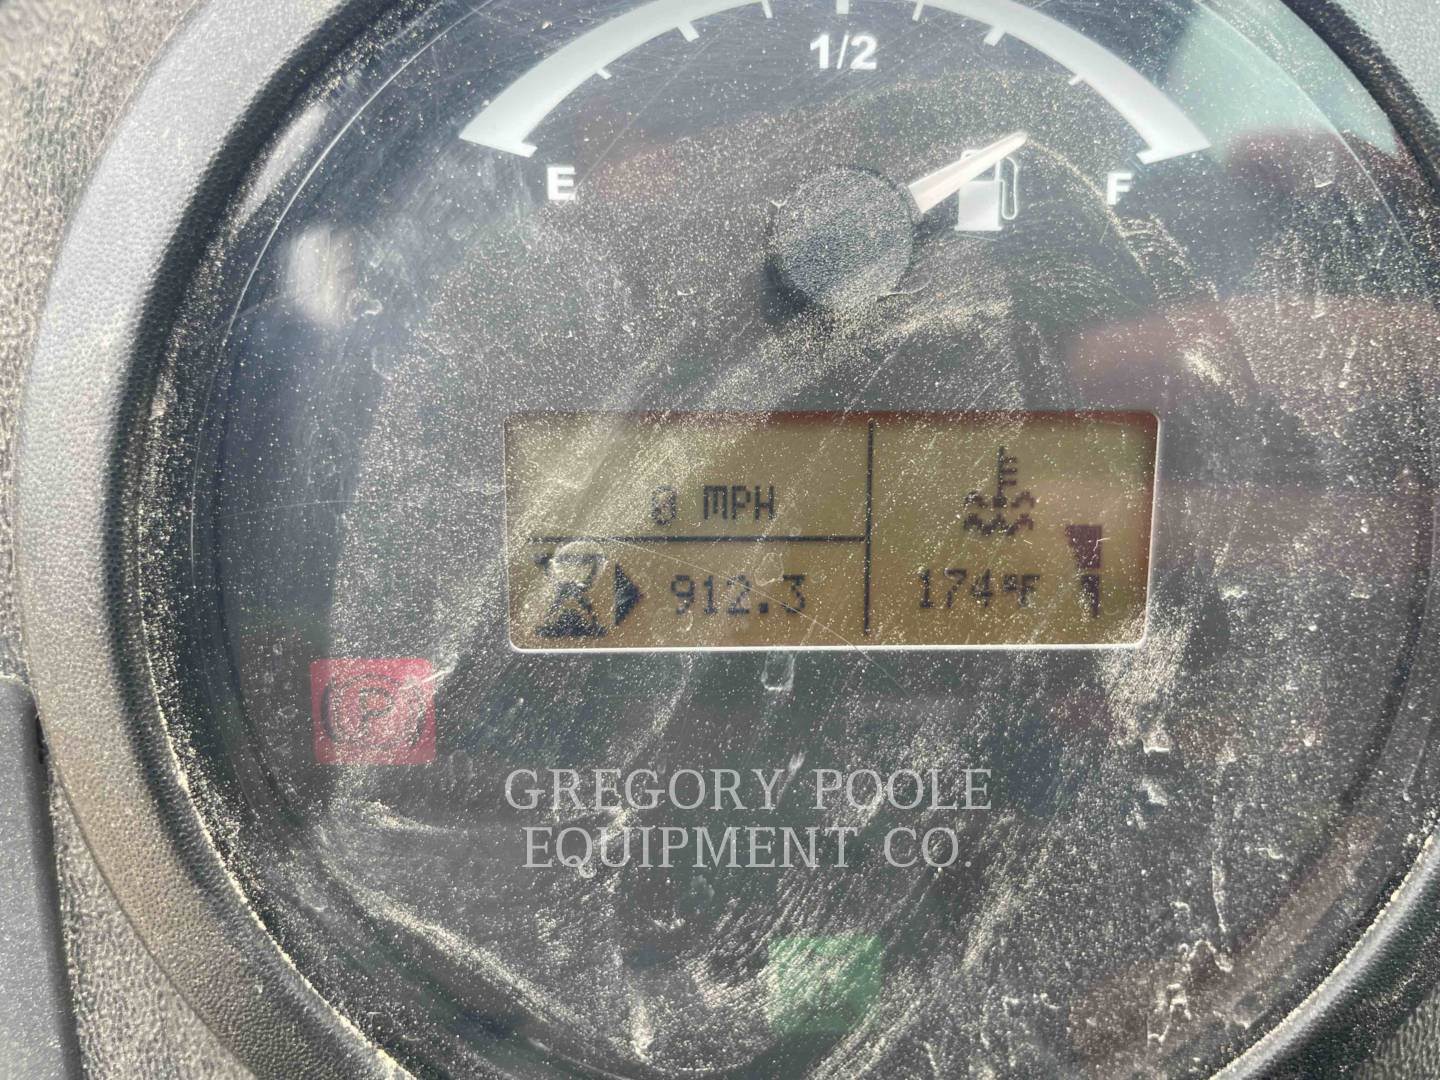 1/2
E F
0 MPH
912.3
174°F
P
GREGORY POOLE
EQUIPMENT CO.